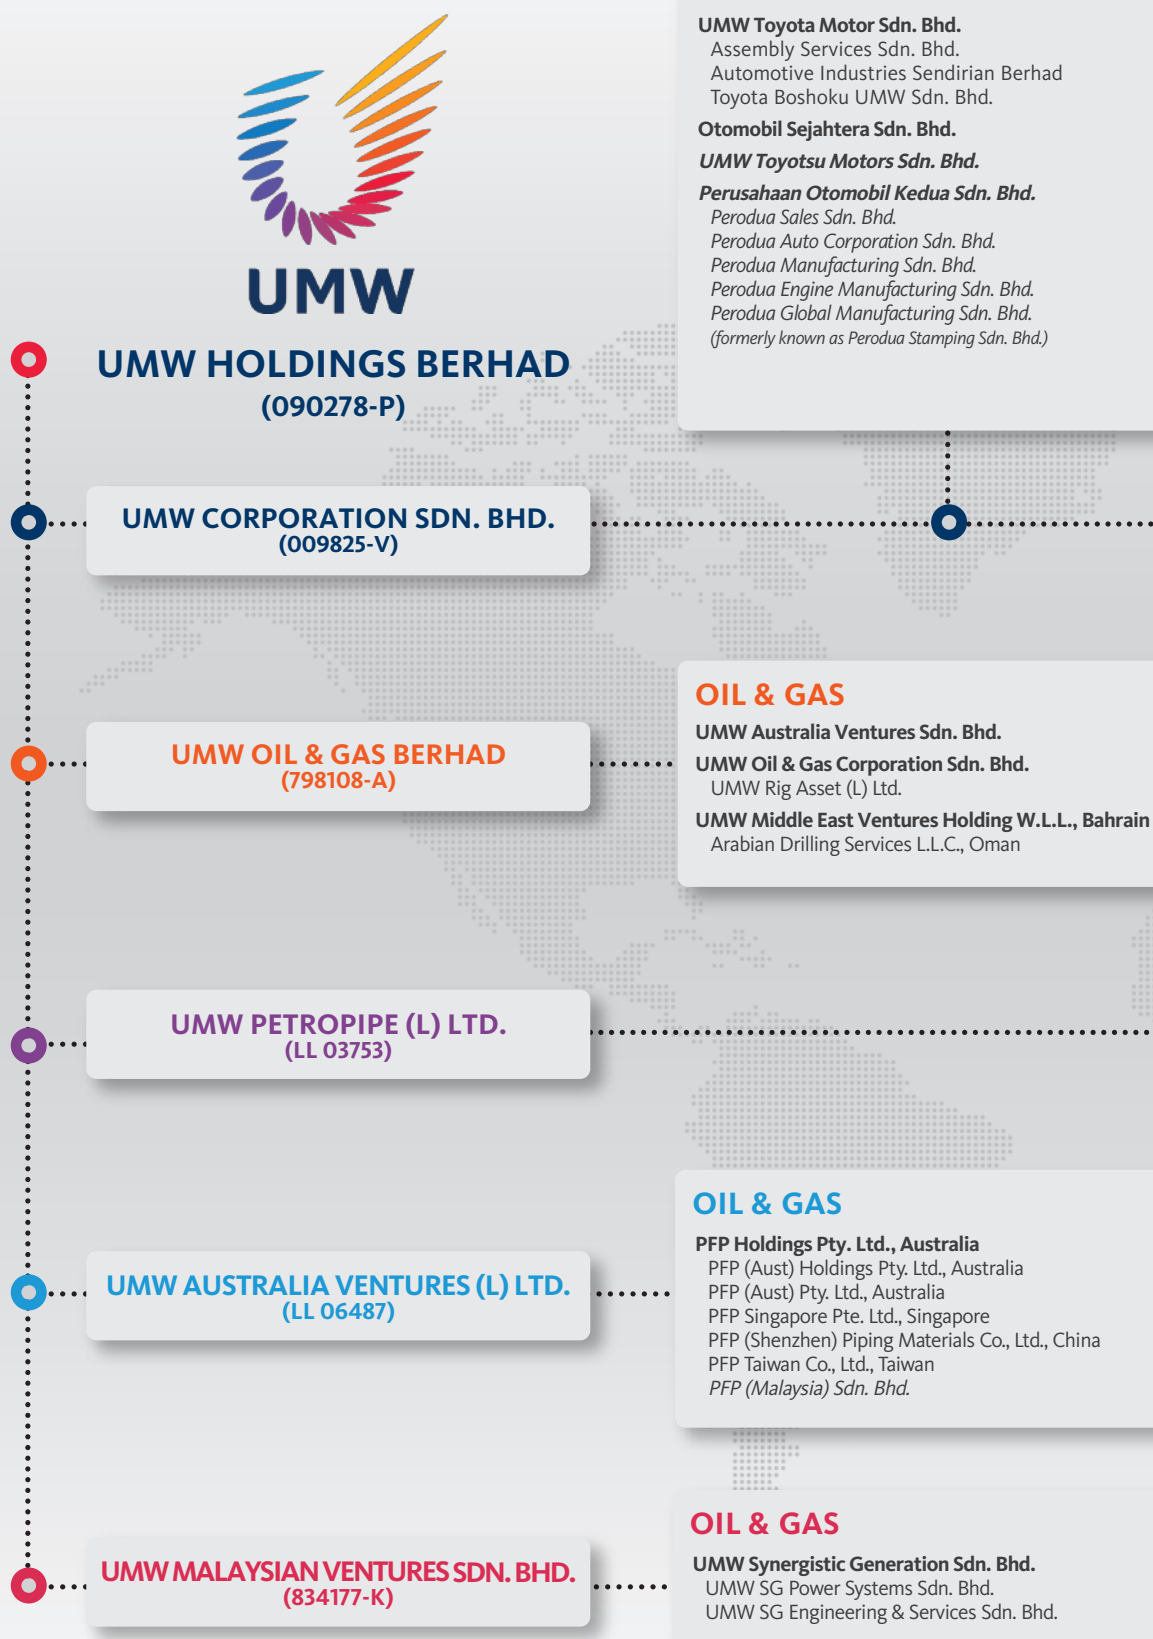 UMW
UMW HOLDINGS BERHAD
(090278-P)
UMW Toyota Motor Sdn. Bhd.
Assembly Services Sdn. Bhd.
Automotive Industries Sendirian Berhad
Toyota Boshoku UMW Sdn. Bhd.
Otomobil Sejahtera Sdn. Bhd.
UMW Toyotsu Motors Sdn. Bhd.
Perusahaan Otomobil Kedua Sdn. Bhd.
Perodua Sales Sdn. Bhd.
Perodua Auto Corporation Sdn. Bhd.
Perodua Manufacturing Sdn. Bhd.
Perodua Engine Manufacturing Sdn. Bhd.
Perodua Global Manufacturing Sdn. Bhd.
(formerly known as Perodua Stamping Sdn. Bhd.)
UMW CORPORATION SDN. BHD.
(009825-V)
UMW OIL & GAS BERHAD
(798108-A)
OIL & GAS
UMW Australia Ventures Sdn. Bhd.
UMW Oil & Gas Corporation Sdn. Bhd.
UMW Rig Asset (L) Ltd.
UMW Middle East Ventures Holding W.L.L., Bahrain
Arabian Drilling Services L.L.C., Oman
UMW PETROPIPE (L) LTD.
(LL 03753)
UMW AUSTRALIA VENTURES (L) LTD.
(LL 06487)
OIL & GAS
PFP Holdings Pty. Ltd., Australia
PFP (Aust) Holdings Pty. Ltd., Australia
PFP (Aust) Pty. Ltd., Australia
PFP Singapore Pte. Ltd., Singapore
PFP (Shenzhen) Piping Materials Co., Ltd., China
PFP Taiwan Co., Ltd., Taiwan
PFP (Malaysia) Sdn. Bhd.
UMW MALAYSIAN VENTURES SDN. BHD.
(834177-K)
OIL & GAS
UMW Synergistic Generation Sdn. Bhd.
UMW SG Power Systems Sdn. Bhd.
UMW SG Engineering & Services Sdn. Bhd.